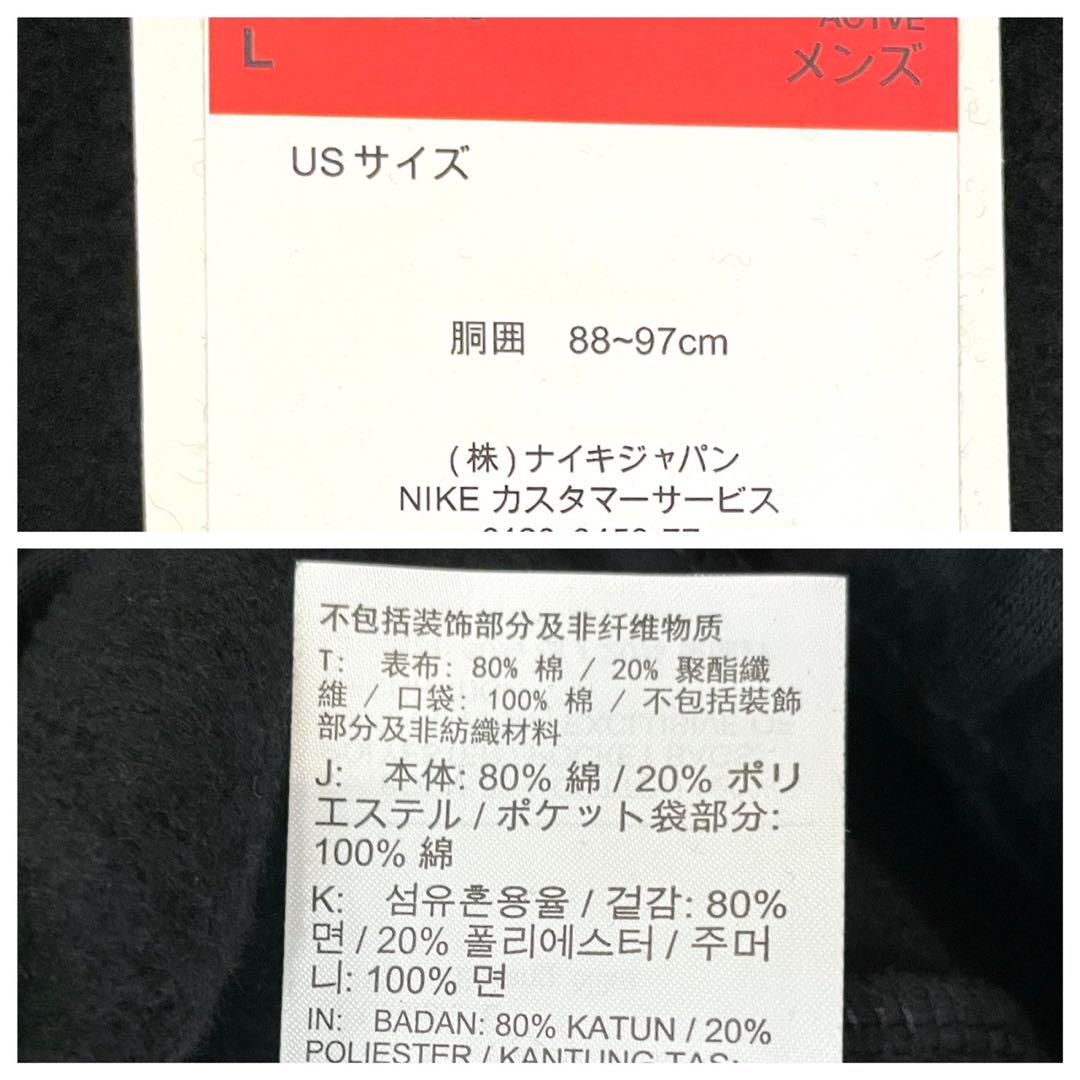 L
メンズ
USサイズ
胴囲 88~97cm
(株)ナイキジャパン
NIKE カスタマーサービス
不包括装饰部分及非纤维物质
T: 表布: 80% 棉 / 20% 聚酯纖
維 / 口袋: 100% 棉 / 不包括裝飾
部分及非紡織材料
J: 本体: 80% 綿 / 20% ポリ
エステル / ポケット袋部分:
100% 綿
K: 섬유혼용율 / 겉감: 80%
면 / 20% 폴리에스터 / 주머
니: 100% 면
IN: BADAN: 80% KATUN / 20%
POLIESTER / KANTUNG TAS: